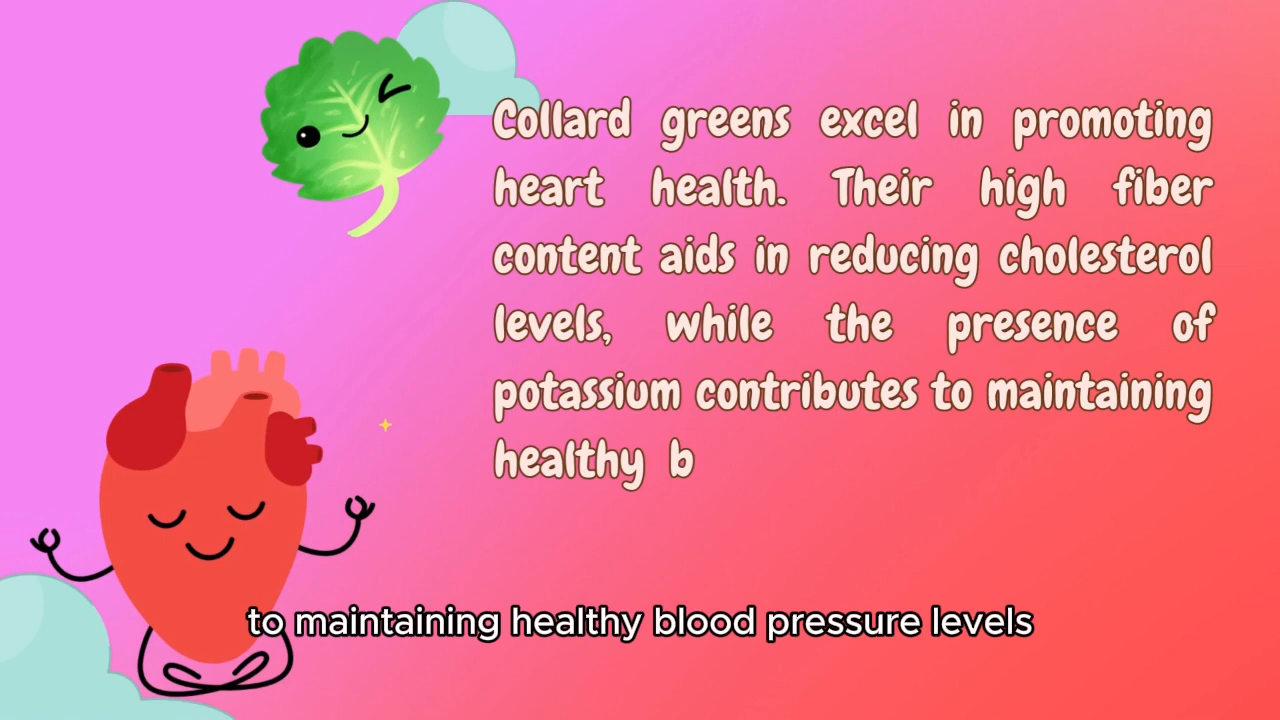 Collard greens excel in promoting
heart health. Their high fiber
content aids in reducing cholesterol
levels, while the presence of
potassium contributes to maintaining
healthy b
to maintaining healthy blood pressure levels